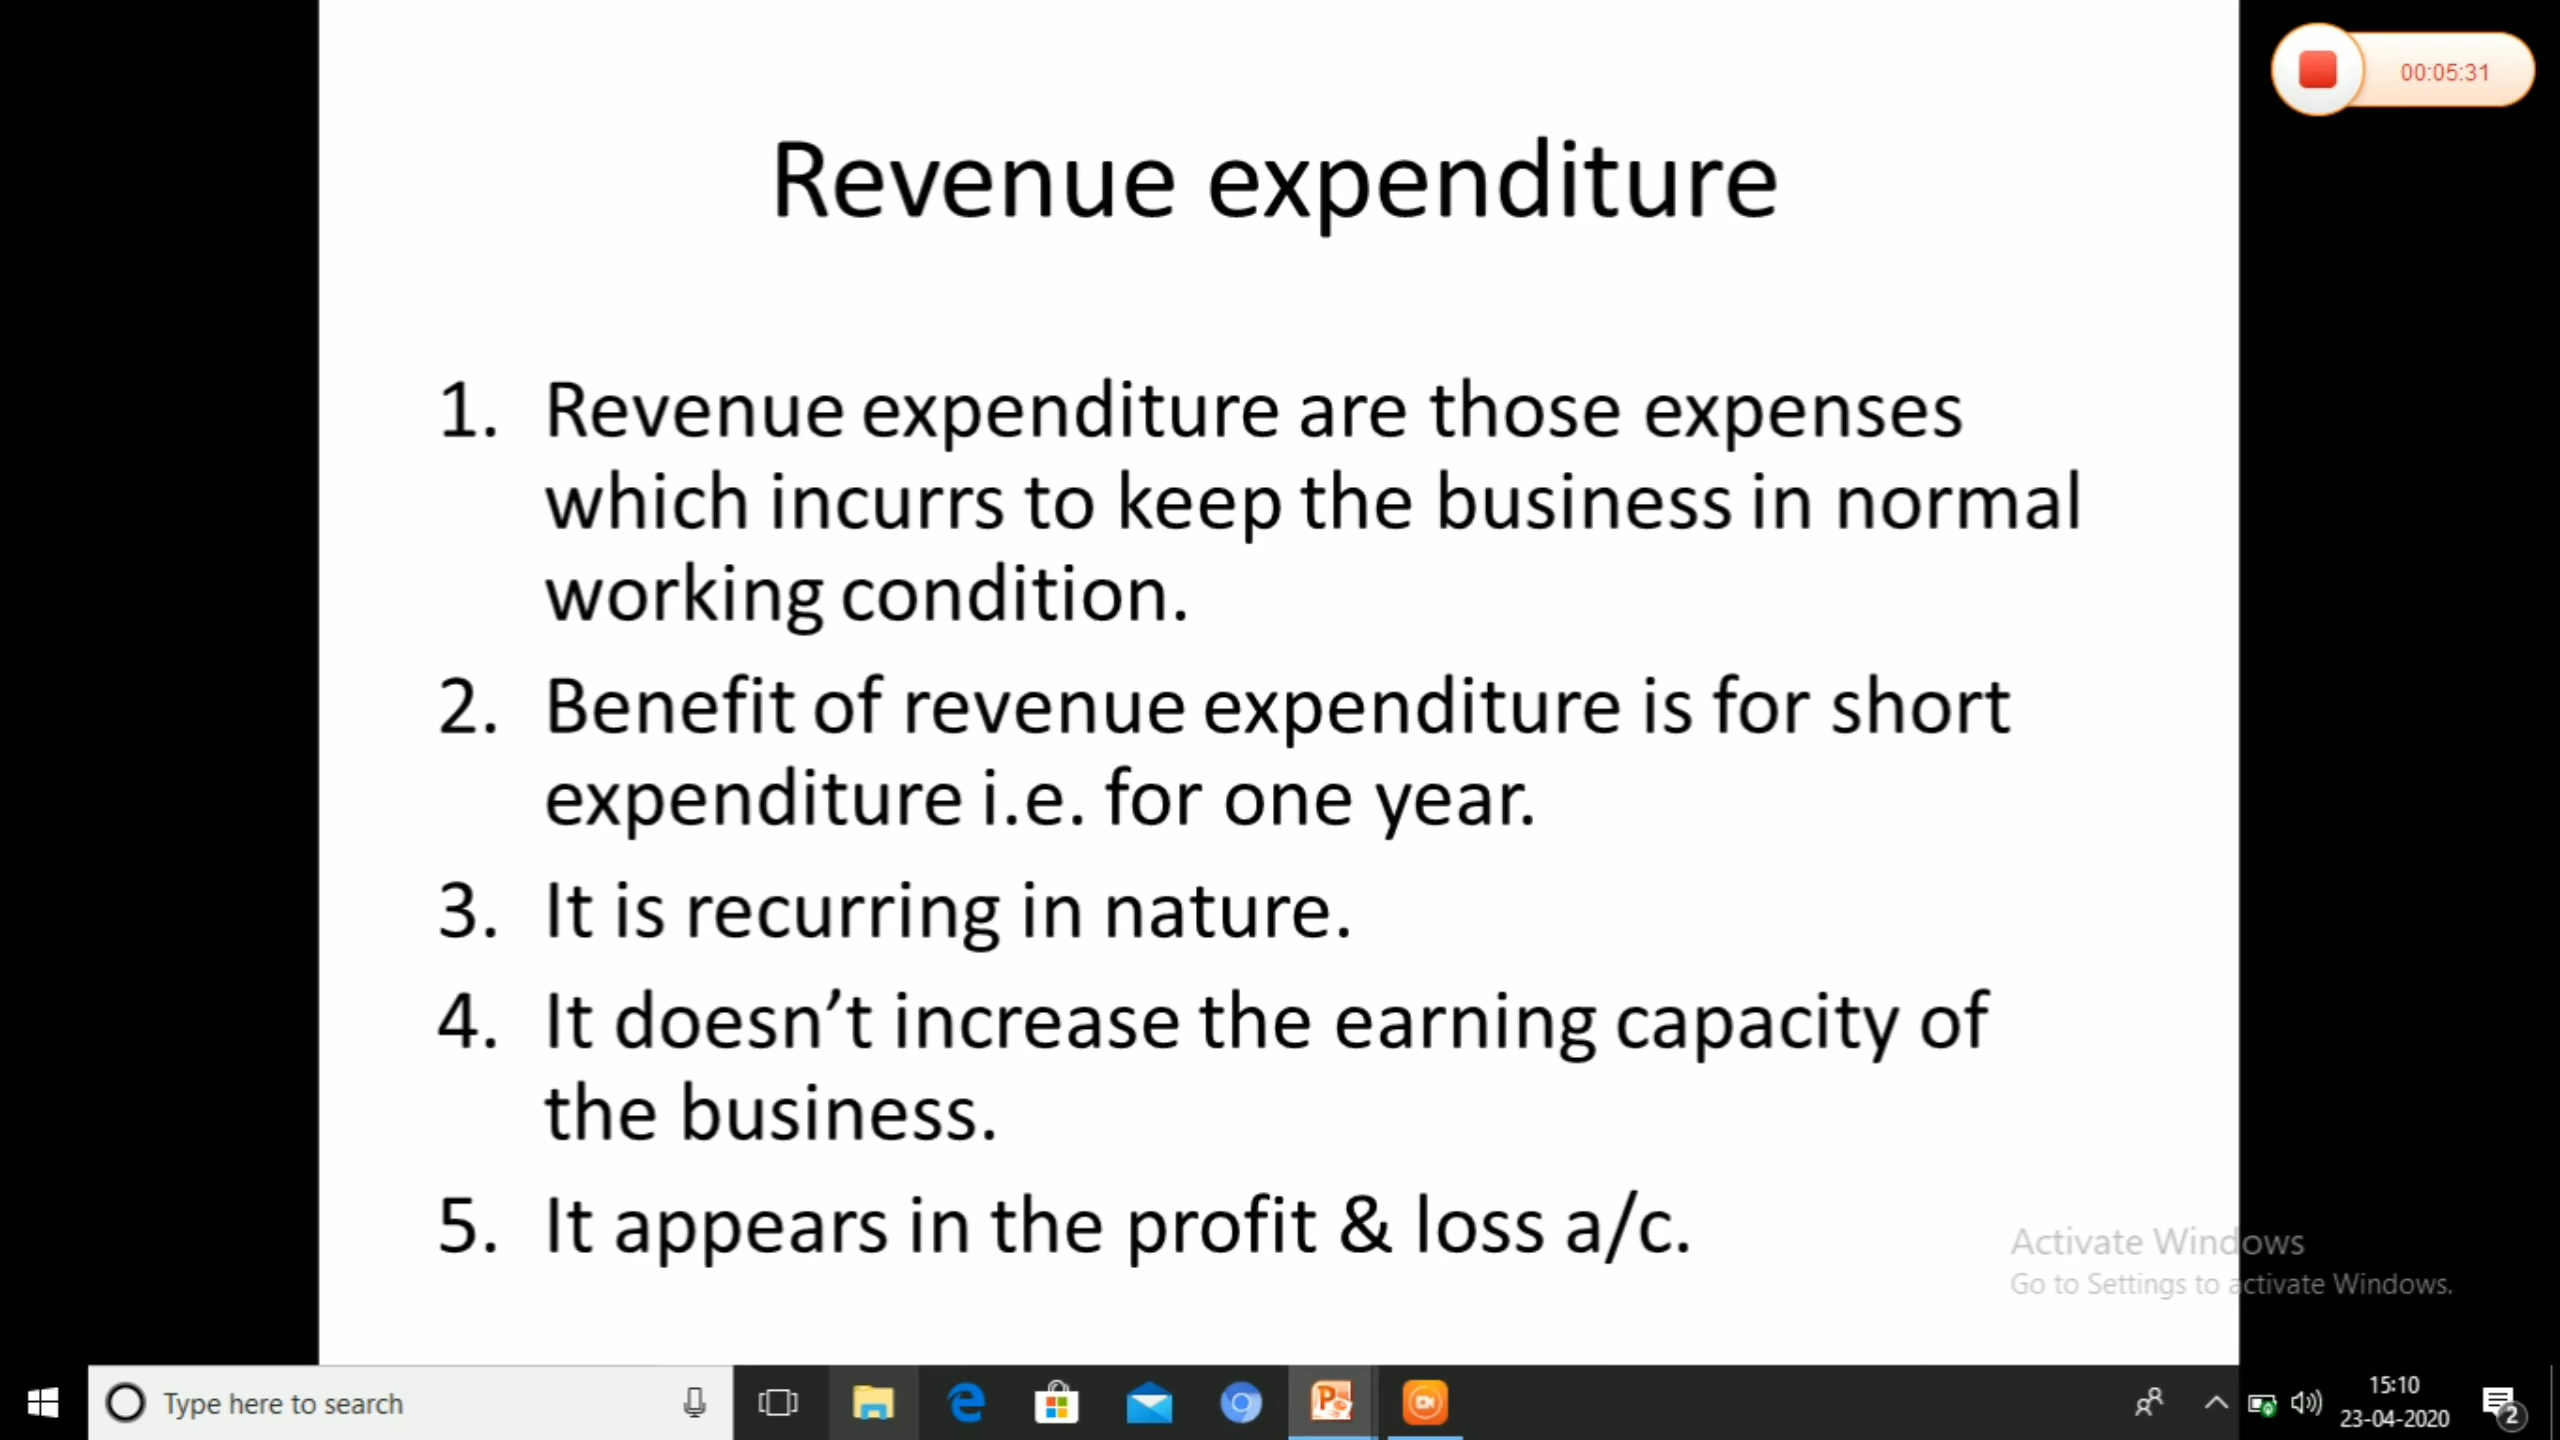 00:05:31
Revenue expenditure
1. Revenue expenditure are those expenses
which incurrs to keep the business in normal
working condition.
2. Benefit of revenue expenditure is for short
expenditure i.e. for one year.
3. It is recurring in nature.
4. It doesn’t increase the earning capacity of
the business.
5. It appears in the profit & loss a/c.
Activate Windows
Go to Settings to activate Windows.
Type here to search
15:10
23-04-2020
2